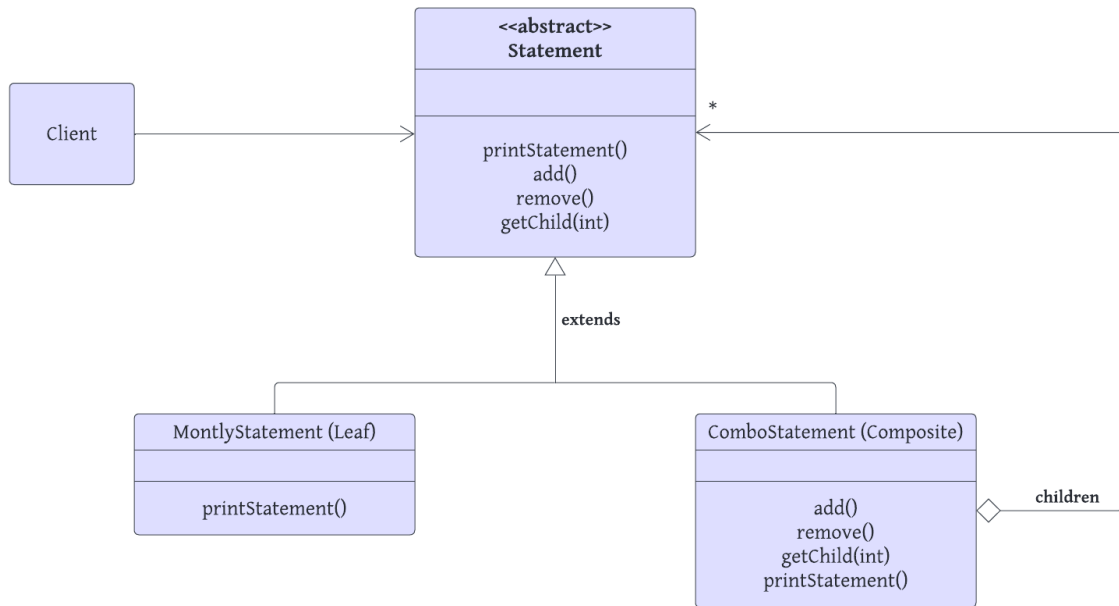 <<abstract>>
Statement
*
Client
printStatement()
add()
remove()
getChild(int)
extends
MontlyStatement (Leaf)
printStatement()
ComboStatement (Composite)
add()
remove()
getChild(int)
printStatement()
children